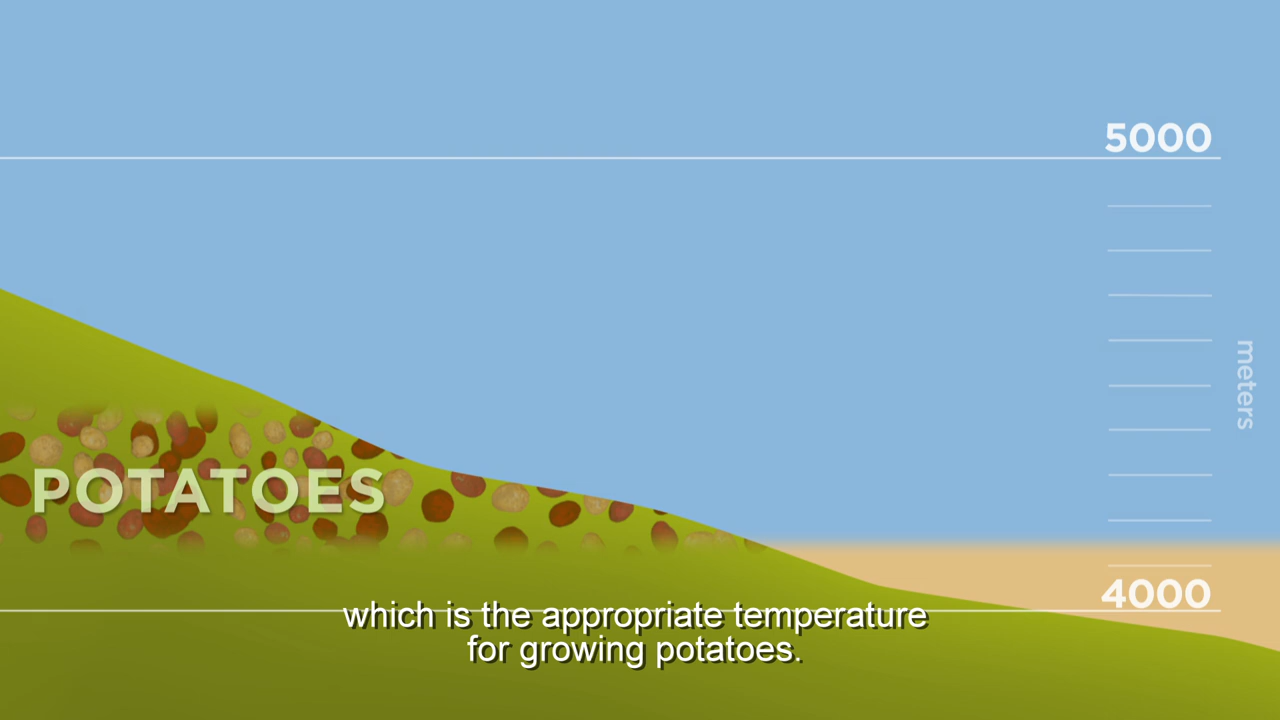 5000
meters
POTATOES
4000
which is the appropriate temperature
for growing potatoes.